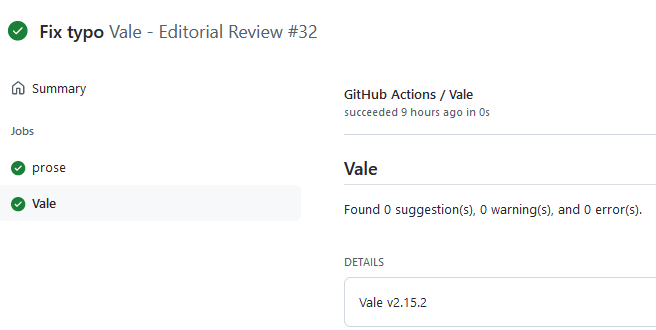 Fix typo Vale - Editorial Review #32
Summary
Jobs
prose
Vale
GitHub Actions / Vale
succeeded 9 hours ago in 0s
Vale
Found 0 suggestion(s), 0 warning(s), and 0 error(s).
DETAILS
Vale v2.15.2